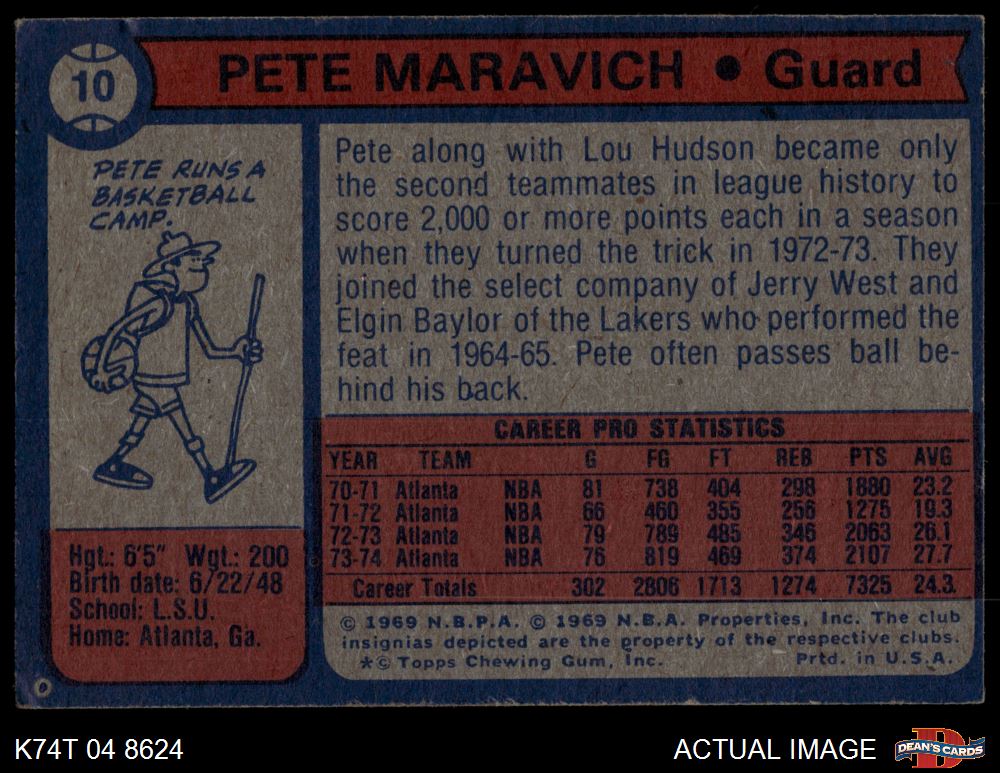 10
PETE MARAVICH • Guard
PETE RUNS A
BASKETBALL
CAMP.
Pete along with Lou Hudson became only
the second teammates in league history to
score 2,000 or more points each in a season
when they turned the trick in 1972-73. They
joined the select company of Jerry West and
Elgin Baylor of the Lakers who performed the
feat in 1964-65. Pete often passes ball be-
hind his back.
CAREER PRO STATISTICS
YEAR TEAM G FG FT REB PTS AVG
70-71 Atlanta NBA 81 738 404 298 1880 23.2
71-72 Atlanta NBA 66 460 355 256 1275 19.3
72-73 Atlanta NBA 79 789 485 346 2063 26.1
73-74 Atlanta NBA 76 819 469 374 2107 27.7
Career Totals 302 2806 1713 1274 7325 24.3
Hgt.: 6'5" Wgt.: 200
Birth date: 6/22/48
School: L.S.U.
Home: Atlanta, Ga.
© 1969 N.B.P.A. © 1969 N.B.A. Properties, Inc. The club
insignias depicted are the property of the respective clubs.
*© Topps Chewing Gum, Inc. Prtd. in U.S.A.
K74T 04 8624
ACTUAL IMAGE
DEAN'S CARDS